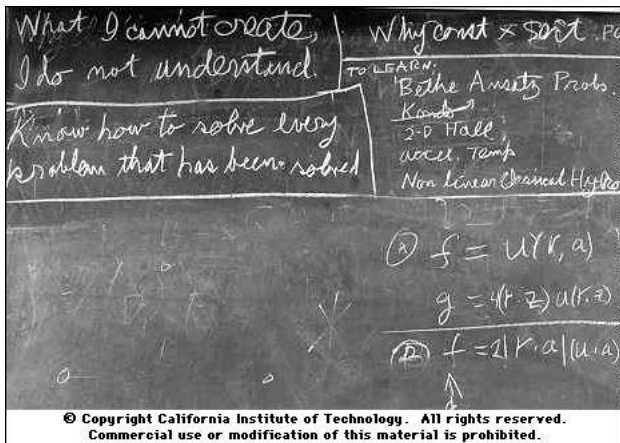 What I cannot create,
I do not understand.
Know how to solve every
problem that has been solved
Why const × sort. PO
TO LEARN:
Bethe Ansatz Probs.
Kondo
2-D Hall
accel. Temp
Non Linear Classical Hydro
f = U(r, a)
g = 4(r·z) u(r, z)
f = 2|r·a|(u·a)
© Copyright California Institute of Technology. All rights reserved.
Commercial use or modification of this material is prohibited.